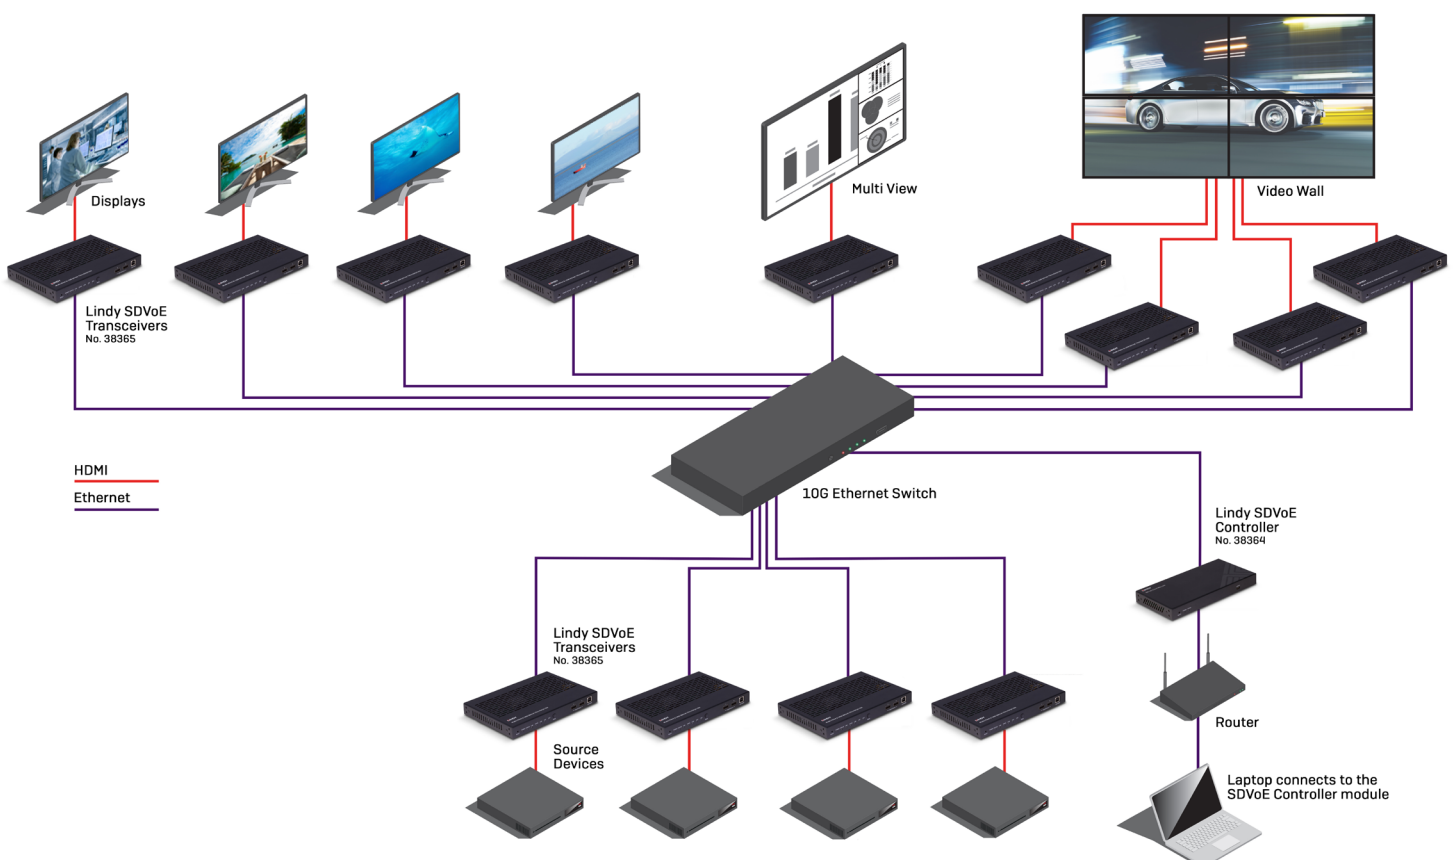 Displays
Multi View
Video Wall
Lindy SDVoE
Transceivers
No. 38365
HDMI
Ethernet
10G Ethernet Switch
Lindy SDVoE
Controller
No. 38364
Lindy SDVoE
Transceivers
No. 38365
Router
Source
Devices
Laptop connects to the
SDVoE Controller module